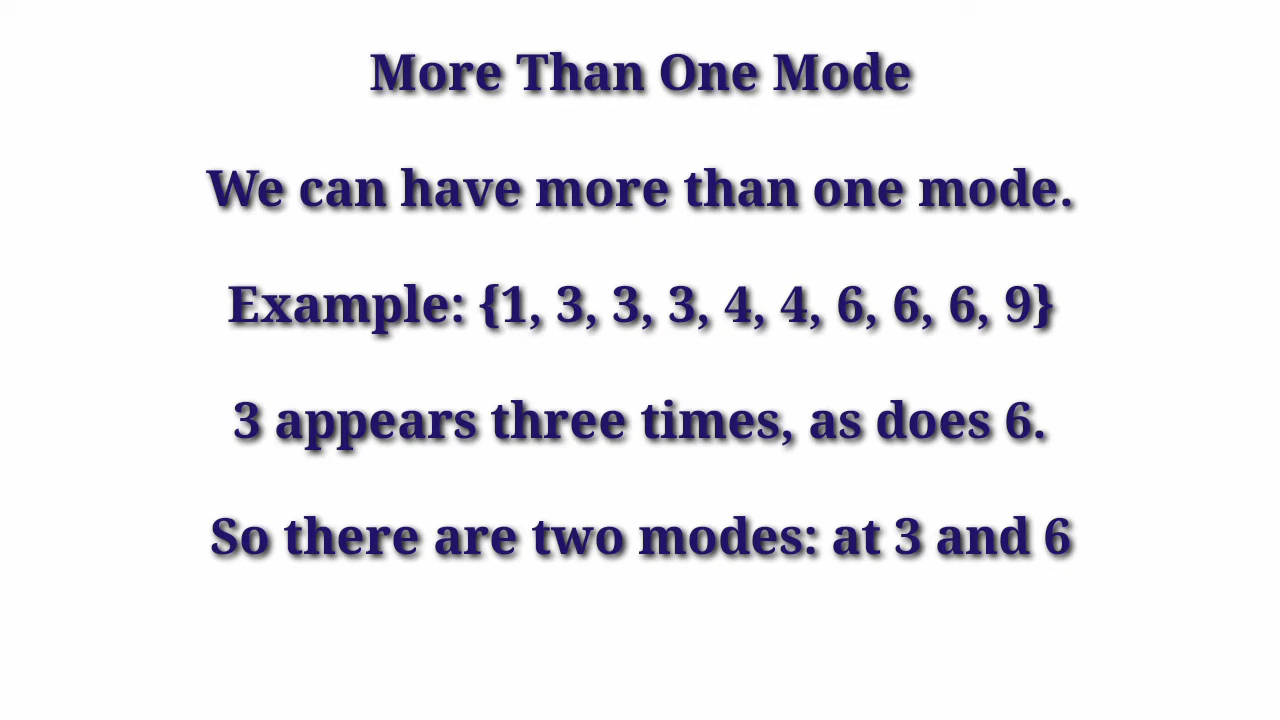 More Than One Mode
We can have more than one mode.
Example: {1, 3, 3, 3, 4, 4, 6, 6, 6, 9}
3 appears three times, as does 6.
So there are two modes: at 3 and 6